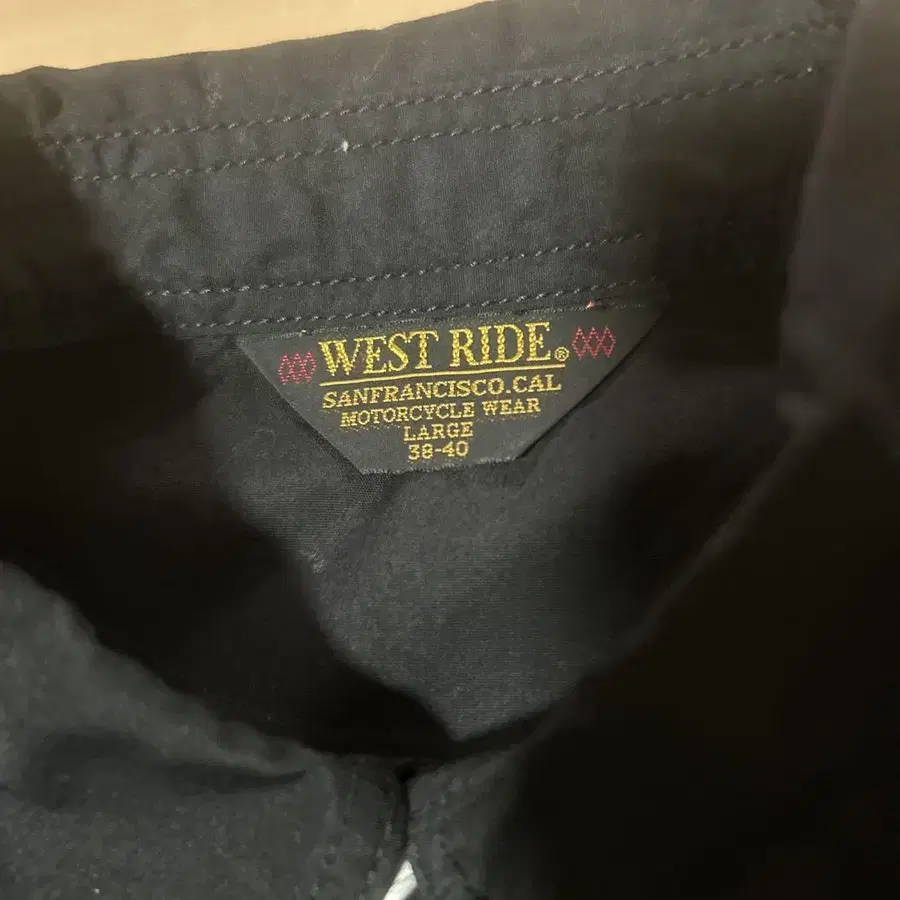 WEST RIDE®
SANFRANCISCO.CAL
MOTORCYCLE WEAR
LARGE
38-40